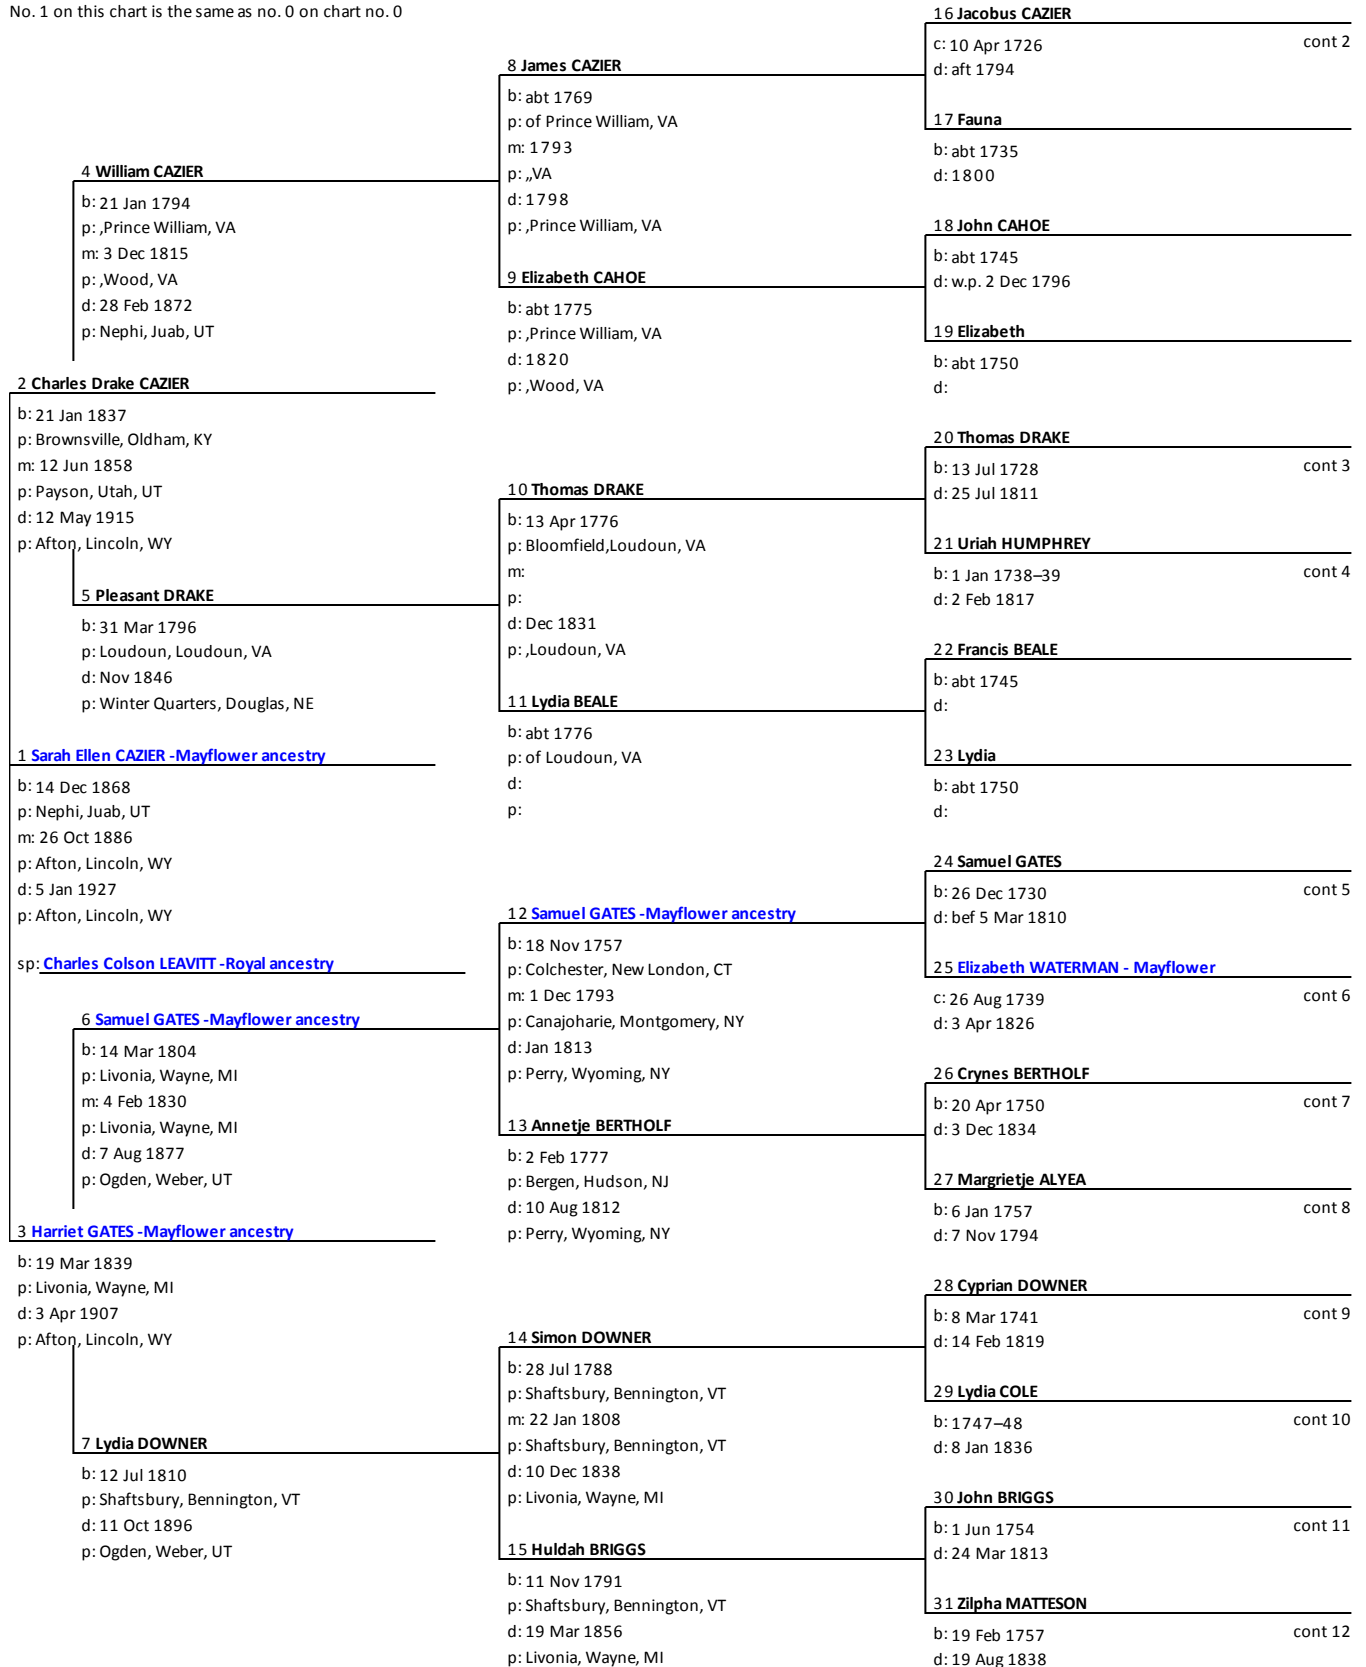 No. 1 on this chart is the same as no. 0 on chart no. 0
16 Jacobus CAZIER
c: 10 Apr 1726
cont 2
d: aft 1794
8 James CAZIER
b: abt 1769
p: of Prince William, VA
m: 1793
p: ,,VA
d: 1798
p: ,Prince William, VA
17 Fauna
b: abt 1735
d: 1800
4 William CAZIER
b: 21 Jan 1794
p: ,Prince William, VA
m: 3 Dec 1815
p: ,Wood, VA
d: 28 Feb 1872
p: Nephi, Juab, UT
18 John CAHOE
b: abt 1745
d: w.p. 2 Dec 1796
9 Elizabeth CAHOE
b: abt 1775
p: ,Prince William, VA
d: 1820
p: ,Wood, VA
19 Elizabeth
b: abt 1750
d:
2 Charles Drake CAZIER
b: 21 Jan 1837
p: Brownsville, Oldham, KY
m: 12 Jun 1858
p: Payson, Utah, UT
d: 12 May 1915
p: Afton, Lincoln, WY
20 Thomas DRAKE
b: 13 Jul 1728
cont 3
d: 25 Jul 1811
10 Thomas DRAKE
b: 13 Apr 1776
p: Bloomfield,Loudoun, VA
m:
p:
d: Dec 1831
p: ,Loudoun, VA
21 Uriah HUMPHREY
b: 1 Jan 1738–39
cont 4
d: 2 Feb 1817
5 Pleasant DRAKE
b: 31 Mar 1796
p: Loudoun, Loudoun, VA
d: Nov 1846
p: Winter Quarters, Douglas, NE
22 Francis BEALE
b: abt 1745
d:
11 Lydia BEALE
b: abt 1776
p: of Loudoun, VA
d:
p:
23 Lydia
b: abt 1750
d:
1 Sarah Ellen CAZIER -Mayflower ancestry
b: 14 Dec 1868
p: Nephi, Juab, UT
m: 26 Oct 1886
p: Afton, Lincoln, WY
d: 5 Jan 1927
p: Afton, Lincoln, WY
sp: Charles Colson LEAVITT -Royal ancestry
24 Samuel GATES
b: 26 Dec 1730
cont 5
d: bef 5 Mar 1810
12 Samuel GATES -Mayflower ancestry
b: 18 Nov 1757
p: Colchester, New London, CT
m: 1 Dec 1793
p: Canajoharie, Montgomery, NY
d: Jan 1813
p: Perry, Wyoming, NY
25 Elizabeth WATERMAN - Mayflower
c: 26 Aug 1739
cont 6
d: 3 Apr 1826
6 Samuel GATES -Mayflower ancestry
b: 14 Mar 1804
p: Livonia, Wayne, MI
m: 4 Feb 1830
p: Livonia, Wayne, MI
d: 7 Aug 1877
p: Ogden, Weber, UT
26 Crynes BERTHOLF
b: 20 Apr 1750
cont 7
d: 3 Dec 1834
13 Annetje BERTHOLF
b: 2 Feb 1777
p: Bergen, Hudson, NJ
d: 10 Aug 1812
p: Perry, Wyoming, NY
27 Margrietje ALYEA
b: 6 Jan 1757
cont 8
d: 7 Nov 1794
3 Harriet GATES -Mayflower ancestry
b: 19 Mar 1839
p: Livonia, Wayne, MI
d: 3 Apr 1907
p: Afton, Lincoln, WY
28 Cyprian DOWNER
b: 8 Mar 1741
cont 9
d: 14 Feb 1819
14 Simon DOWNER
b: 28 Jul 1788
p: Shaftsbury, Bennington, VT
m: 22 Jan 1808
p: Shaftsbury, Bennington, VT
d: 10 Dec 1838
p: Livonia, Wayne, MI
29 Lydia COLE
b: 1747–48
cont 10
d: 8 Jan 1836
7 Lydia DOWNER
b: 12 Jul 1810
p: Shaftsbury, Bennington, VT
d: 11 Oct 1896
p: Ogden, Weber, UT
30 John BRIGGS
b: 1 Jun 1754
cont 11
d: 24 Mar 1813
15 Huldah BRIGGS
b: 11 Nov 1791
p: Shaftsbury, Bennington, VT
d: 19 Mar 1856
p: Livonia, Wayne, MI
31 Zilpha MATTESON
b: 19 Feb 1757
cont 12
d: 19 Aug 1838